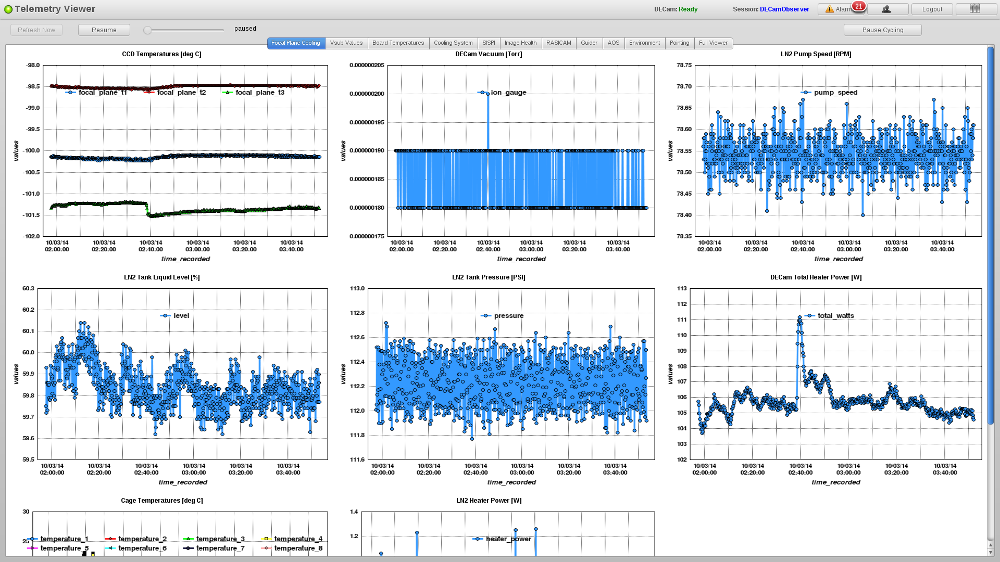 Telemetry Viewer
DECam: Ready
Session: DECamObserver
Alarm
21
Logout
Refresh Now
Resume
paused
Pause Cycling
Focal Plane Cooling
Vsub Values
Board Temperatures
Cooling System
SISPI
Image Health
RASICAM
Guider
AOS
Environment
Pointing
Full Viewer
CCD Temperatures [deg C]
-98.0
-98.5
-99.0
-99.5
-100.0
-100.5
-101.0
-101.5
-102.0
values
focal_plane_t1 focal_plane_t2 focal_plane_t3
10/03/14 10/03/14 10/03/14 10/03/14 10/03/14 10/03/14
02:00:00 02:20:00 02:40:00 03:00:00 03:20:00 03:40:00
time_recorded
DECam Vacuum [Torr]
0.000000205
0.000000200
0.000000195
0.000000190
0.000000185
0.000000180
0.000000175
values
ion_gauge
10/03/14 10/03/14 10/03/14 10/03/14 10/03/14 10/03/14
02:00:00 02:20:00 02:40:00 03:00:00 03:20:00 03:40:00
time_recorded
LN2 Pump Speed [RPM]
78.75
78.70
78.65
78.60
78.55
78.50
78.45
78.40
78.35
values
pump_speed
10/03/14 10/03/14 10/03/14 10/03/14 10/03/14 10/03/14
02:00:00 02:20:00 02:40:00 03:00:00 03:20:00 03:40:00
time_recorded
LN2 Tank Liquid Level [%]
60.3
60.2
60.1
60.0
59.9
59.8
59.7
59.6
59.5
values
level
10/03/14 10/03/14 10/03/14 10/03/14 10/03/14 10/03/14
02:00:00 02:20:00 02:40:00 03:00:00 03:20:00 03:40:00
time_recorded
LN2 Tank Pressure [PSI]
113.0
112.8
112.6
112.4
112.2
112.0
111.8
111.6
values
pressure
10/03/14 10/03/14 10/03/14 10/03/14 10/03/14 10/03/14
02:00:00 02:20:00 02:40:00 03:00:00 03:20:00 03:40:00
time_recorded
DECam Total Heater Power [W]
113
112
111
110
109
108
107
106
105
104
103
102
values
total_watts
10/03/14 10/03/14 10/03/14 10/03/14 10/03/14 10/03/14
02:00:00 02:20:00 02:40:00 03:00:00 03:20:00 03:40:00
time_recorded
Cage Temperatures [deg C]
30
25
temperature_1 temperature_2 temperature_3 temperature_4
temperature_5 temperature_6 temperature_7 temperature_8
LN2 Heater Power [W]
1.4
1.2
heater_power